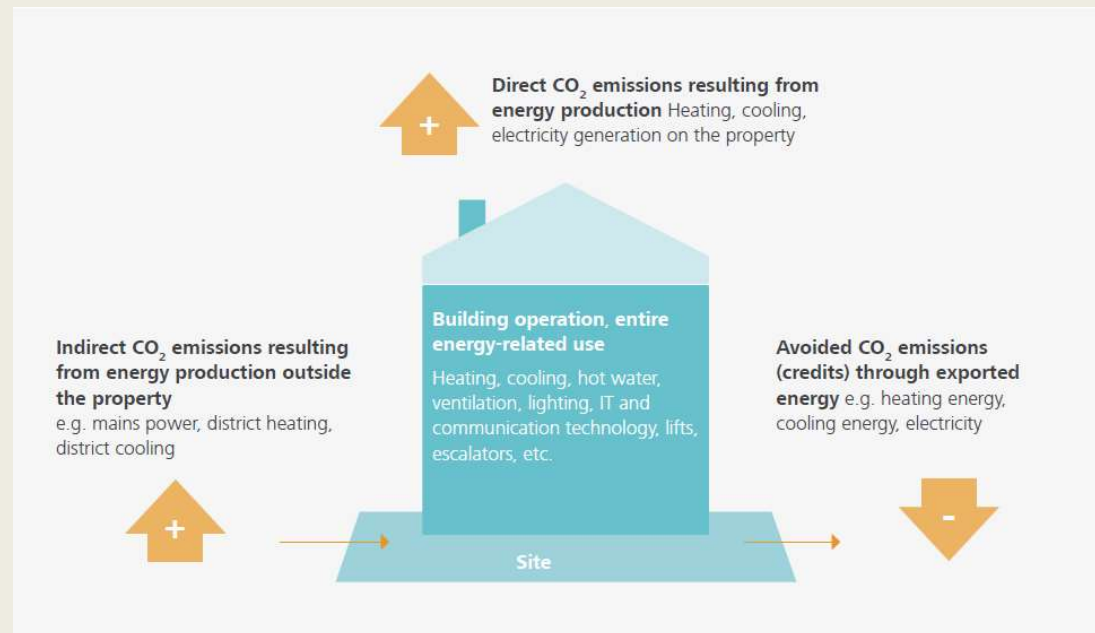 Direct CO₂ emissions resulting from
energy production Heating, cooling,
electricity generation on the property
+
Building operation, entire
energy-related use
Heating, cooling, hot water,
ventilation, lighting, IT and
communication technology, lifts,
escalators, etc.
Indirect CO₂ emissions resulting
from energy production outside
the property
e.g. mains power, district heating,
district cooling
+
Avoided CO₂ emissions
(credits) through exported
energy e.g. heating energy,
cooling energy, electricity
-
Site